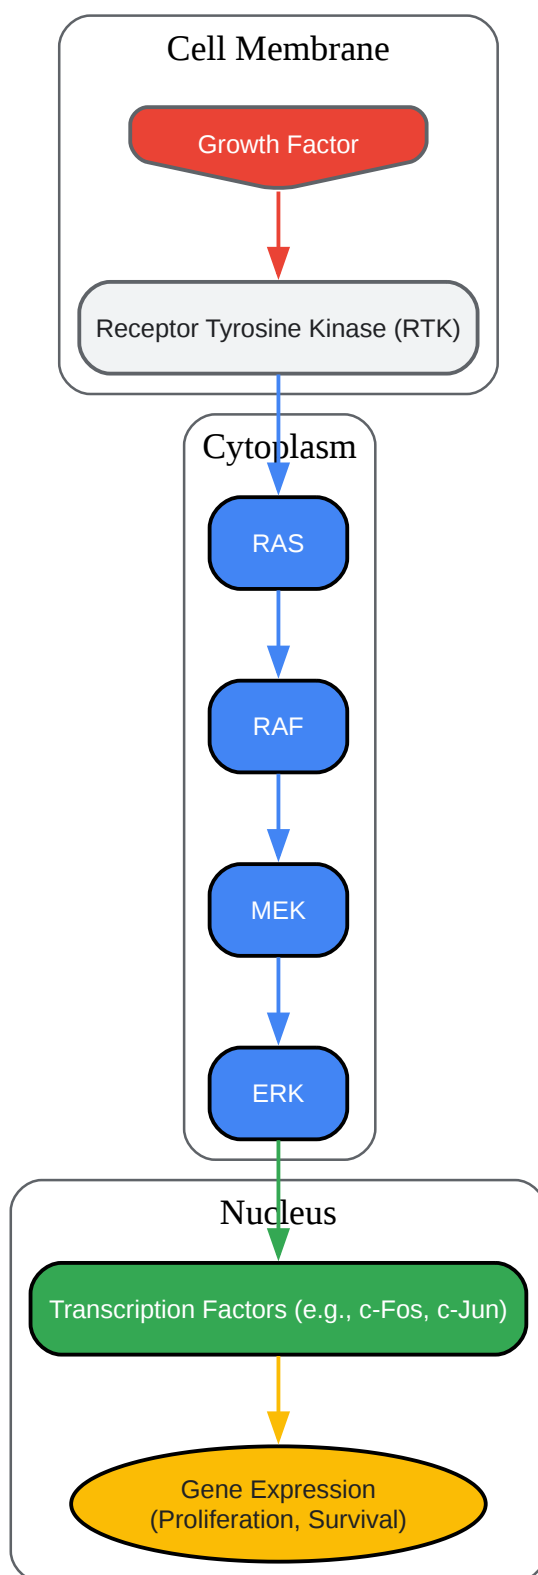 Cell Membrane
Growth Factor
Receptor Tyrosine Kinase (RTK)
Cytoplasm
RAS
RAF
MEK
ERK
Nucleus
Transcription Factors (e.g., c-Fos, c-Jun)
Gene Expression
(Proliferation, Survival)